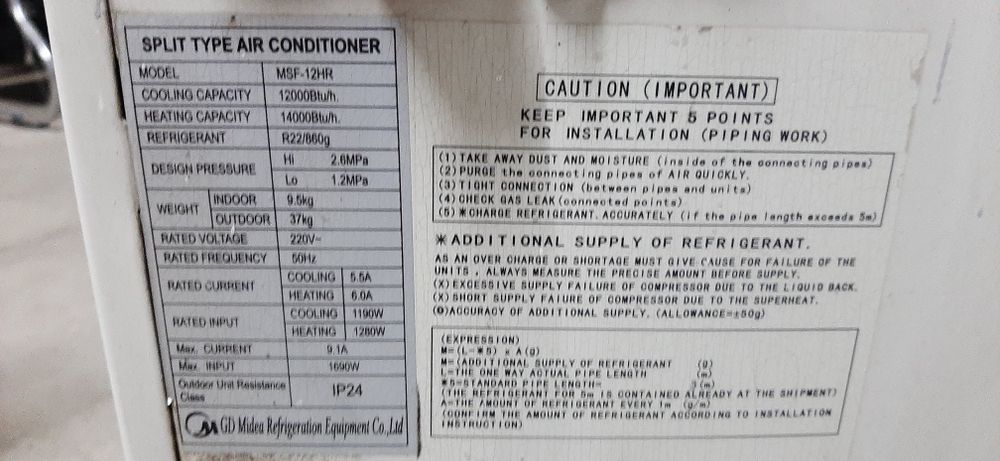 SPLIT TYPE AIR CONDITIONER
MODEL MSF-12HR
COOLING CAPACITY 12000Btu/h.
HEATING CAPACITY 14000Btu/h.
REFRIGERANT R22/860g
DESIGN PRESSURE Hi 2.6MPa
Lo 1.2MPa
WEIGHT INDOOR 9.5kg
OUTDOOR 37kg
RATED VOLTAGE 220V~
RATED FREQUENCY 50Hz
RATED CURRENT COOLING 5.5A
HEATING 6.0A
RATED INPUT COOLING 1190W
HEATING 1280W
Max. CURRENT 9.1A
Max. INPUT 1690W
Outdoor Unit Resistance Class IP24
GD Midea Refrigeration Equipment Co.,Ltd
CAUTION (IMPORTANT)
KEEP IMPORTANT 5 POINTS
FOR INSTALLATION (PIPING WORK)
(1) TAKE AWAY DUST AND MOISTURE (inside of the connecting pipes)
(2) PURGE the connecting pipes of AIR QUICKLY.
(3) TIGHT CONNECTION (between pipes and units)
(4) CHECK GAS LEAK (connected points)
(5) ※CHARGE REFRIGERANT. ACCURATELY (if the pipe length exceeds 5m)
※ADDITIONAL SUPPLY OF REFRIGERANT.
AS AN OVER CHARGE OR SHORTAGE MUST GIVE CAUSE FOR FAILURE OF THE
UNITS , ALWAYS MEASURE THE PRECISE AMOUNT BEFORE SUPPLY.
(X) EXCESSIVE SUPPLY FAILURE OF COMPRESSOR DUE TO THE LIQUID BACK.
(X) SHORT SUPPLY FAIURE OF COMPRESSOR DUE TO THE SUPERHEAT.
(O) ACCURACY OF ADDITIONAL SUPPLY. (ALLOWANCE=±50g)
(EXPRESSION)
M=(L-※5) x A(g)
M=(ADDITIONAL SUPPLY OF REFRIGERANT (g)
L=THE ONE WAY ACTUAL PIPE LENGTH (m)
※5=STANDARD PIPE LENGTH= (m)
(THE REFRIGERANT FOR 5m IS CONTAINED ALREADY AT THE SHIPMENT)
A=THE AMOUNT OF REFRIGERANT EVERY 1m (g/m)
(CONFIRM THE AMOUNT OF REFRIGERANT ACCORDING TO INSTALLATION
INSTRUCTION)